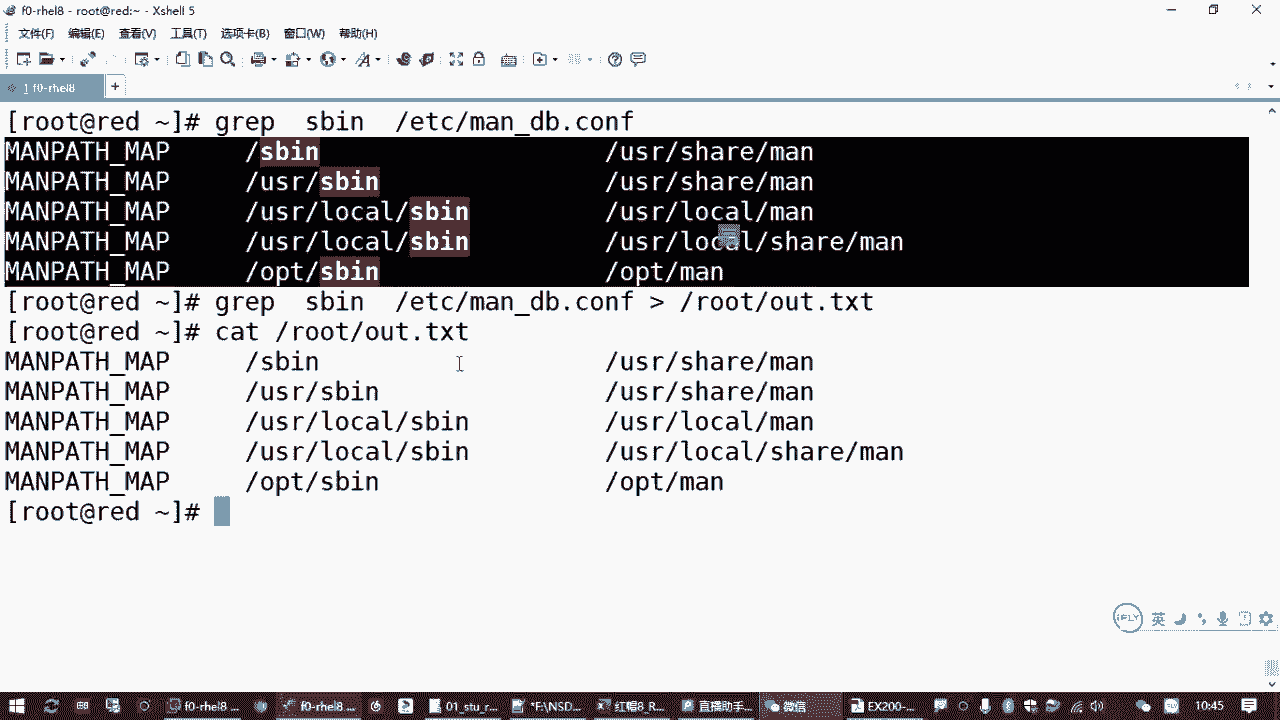 f0-rhel8 - root@red:~ - Xshell 5
文件(F) 编辑(E) 查看(V) 工具(T) 选项卡(B) 窗口(W) 帮助(H)
1 f0-rhel8 +
[root@red ~]# grep  sbin  /etc/man_db.conf
MANPATH_MAP     /sbin                   /usr/share/man
MANPATH_MAP     /usr/sbin               /usr/share/man
MANPATH_MAP     /usr/local/sbin         /usr/local/man
MANPATH_MAP     /usr/local/sbin         /usr/local/share/man
MANPATH_MAP     /opt/sbin               /opt/man
[root@red ~]# grep  sbin  /etc/man_db.conf > /root/out.txt
[root@red ~]# cat /root/out.txt
MANPATH_MAP     /sbin                   /usr/share/man
MANPATH_MAP     /usr/sbin               /usr/share/man
MANPATH_MAP     /usr/local/sbin         /usr/local/man
MANPATH_MAP     /usr/local/sbin         /usr/local/share/man
MANPATH_MAP     /opt/sbin               /opt/man
[root@red ~]#
iFLY 英
f0-rhel8 ... f0-rhel8 ... 01_stu_r... *E\NSD... 红帽8_R... 直播助手... 微信 EX200-... 10:45